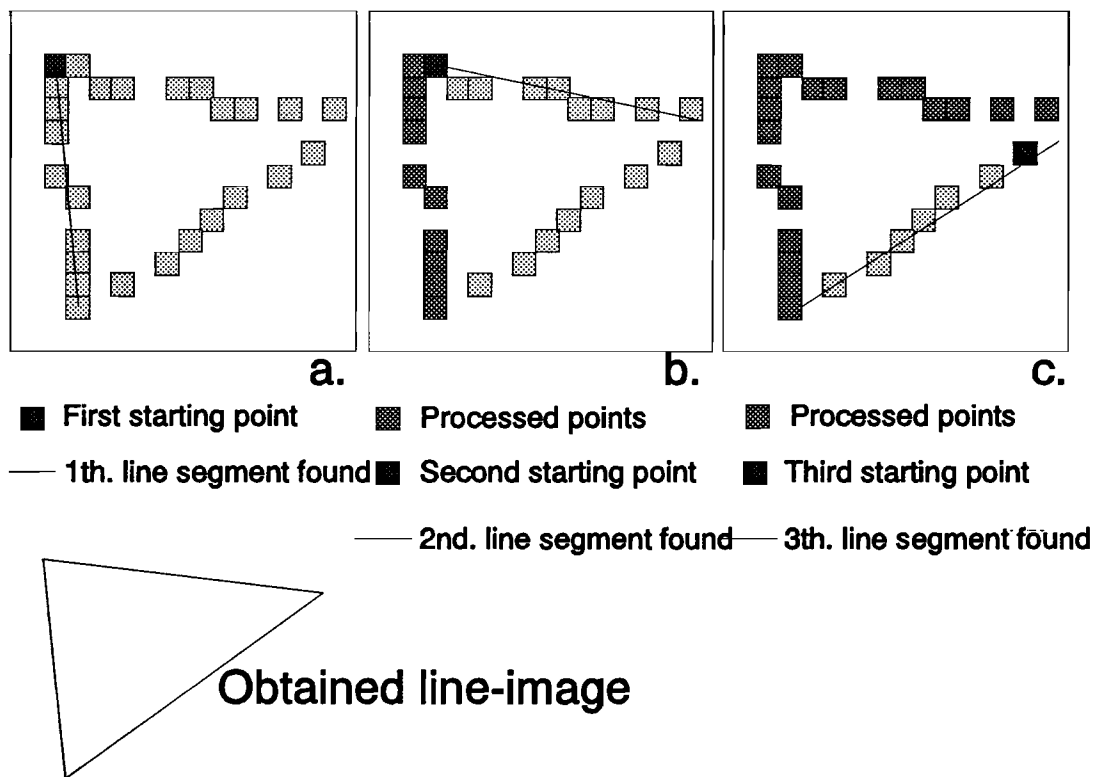 a.
b.
c.
First starting point
Processed points
Processed points
1th. line segment found
Second starting point
Third starting point
2nd. line segment found
3th. line segment found
Obtained line-image